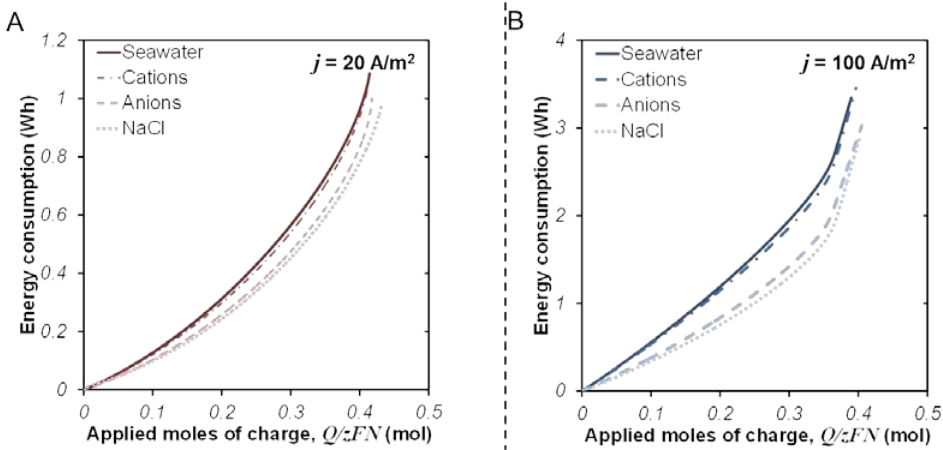 A
1.2
1
0.8
0.6
0.4
0.2
0
Energy consumption (Wh)
Seawater
Cations
Anions
NaCl
j = 20 A/m²
0 0.1 0.2 0.3 0.4 0.5
Applied moles of charge, Q/zFN (mol)
B
4
3
2
1
0
Energy consumption (Wh)
Seawater
Cations
Anions
NaCl
j = 100 A/m²
0 0.1 0.2 0.3 0.4 0.5
Applied moles of charge, Q/zFN (mol)